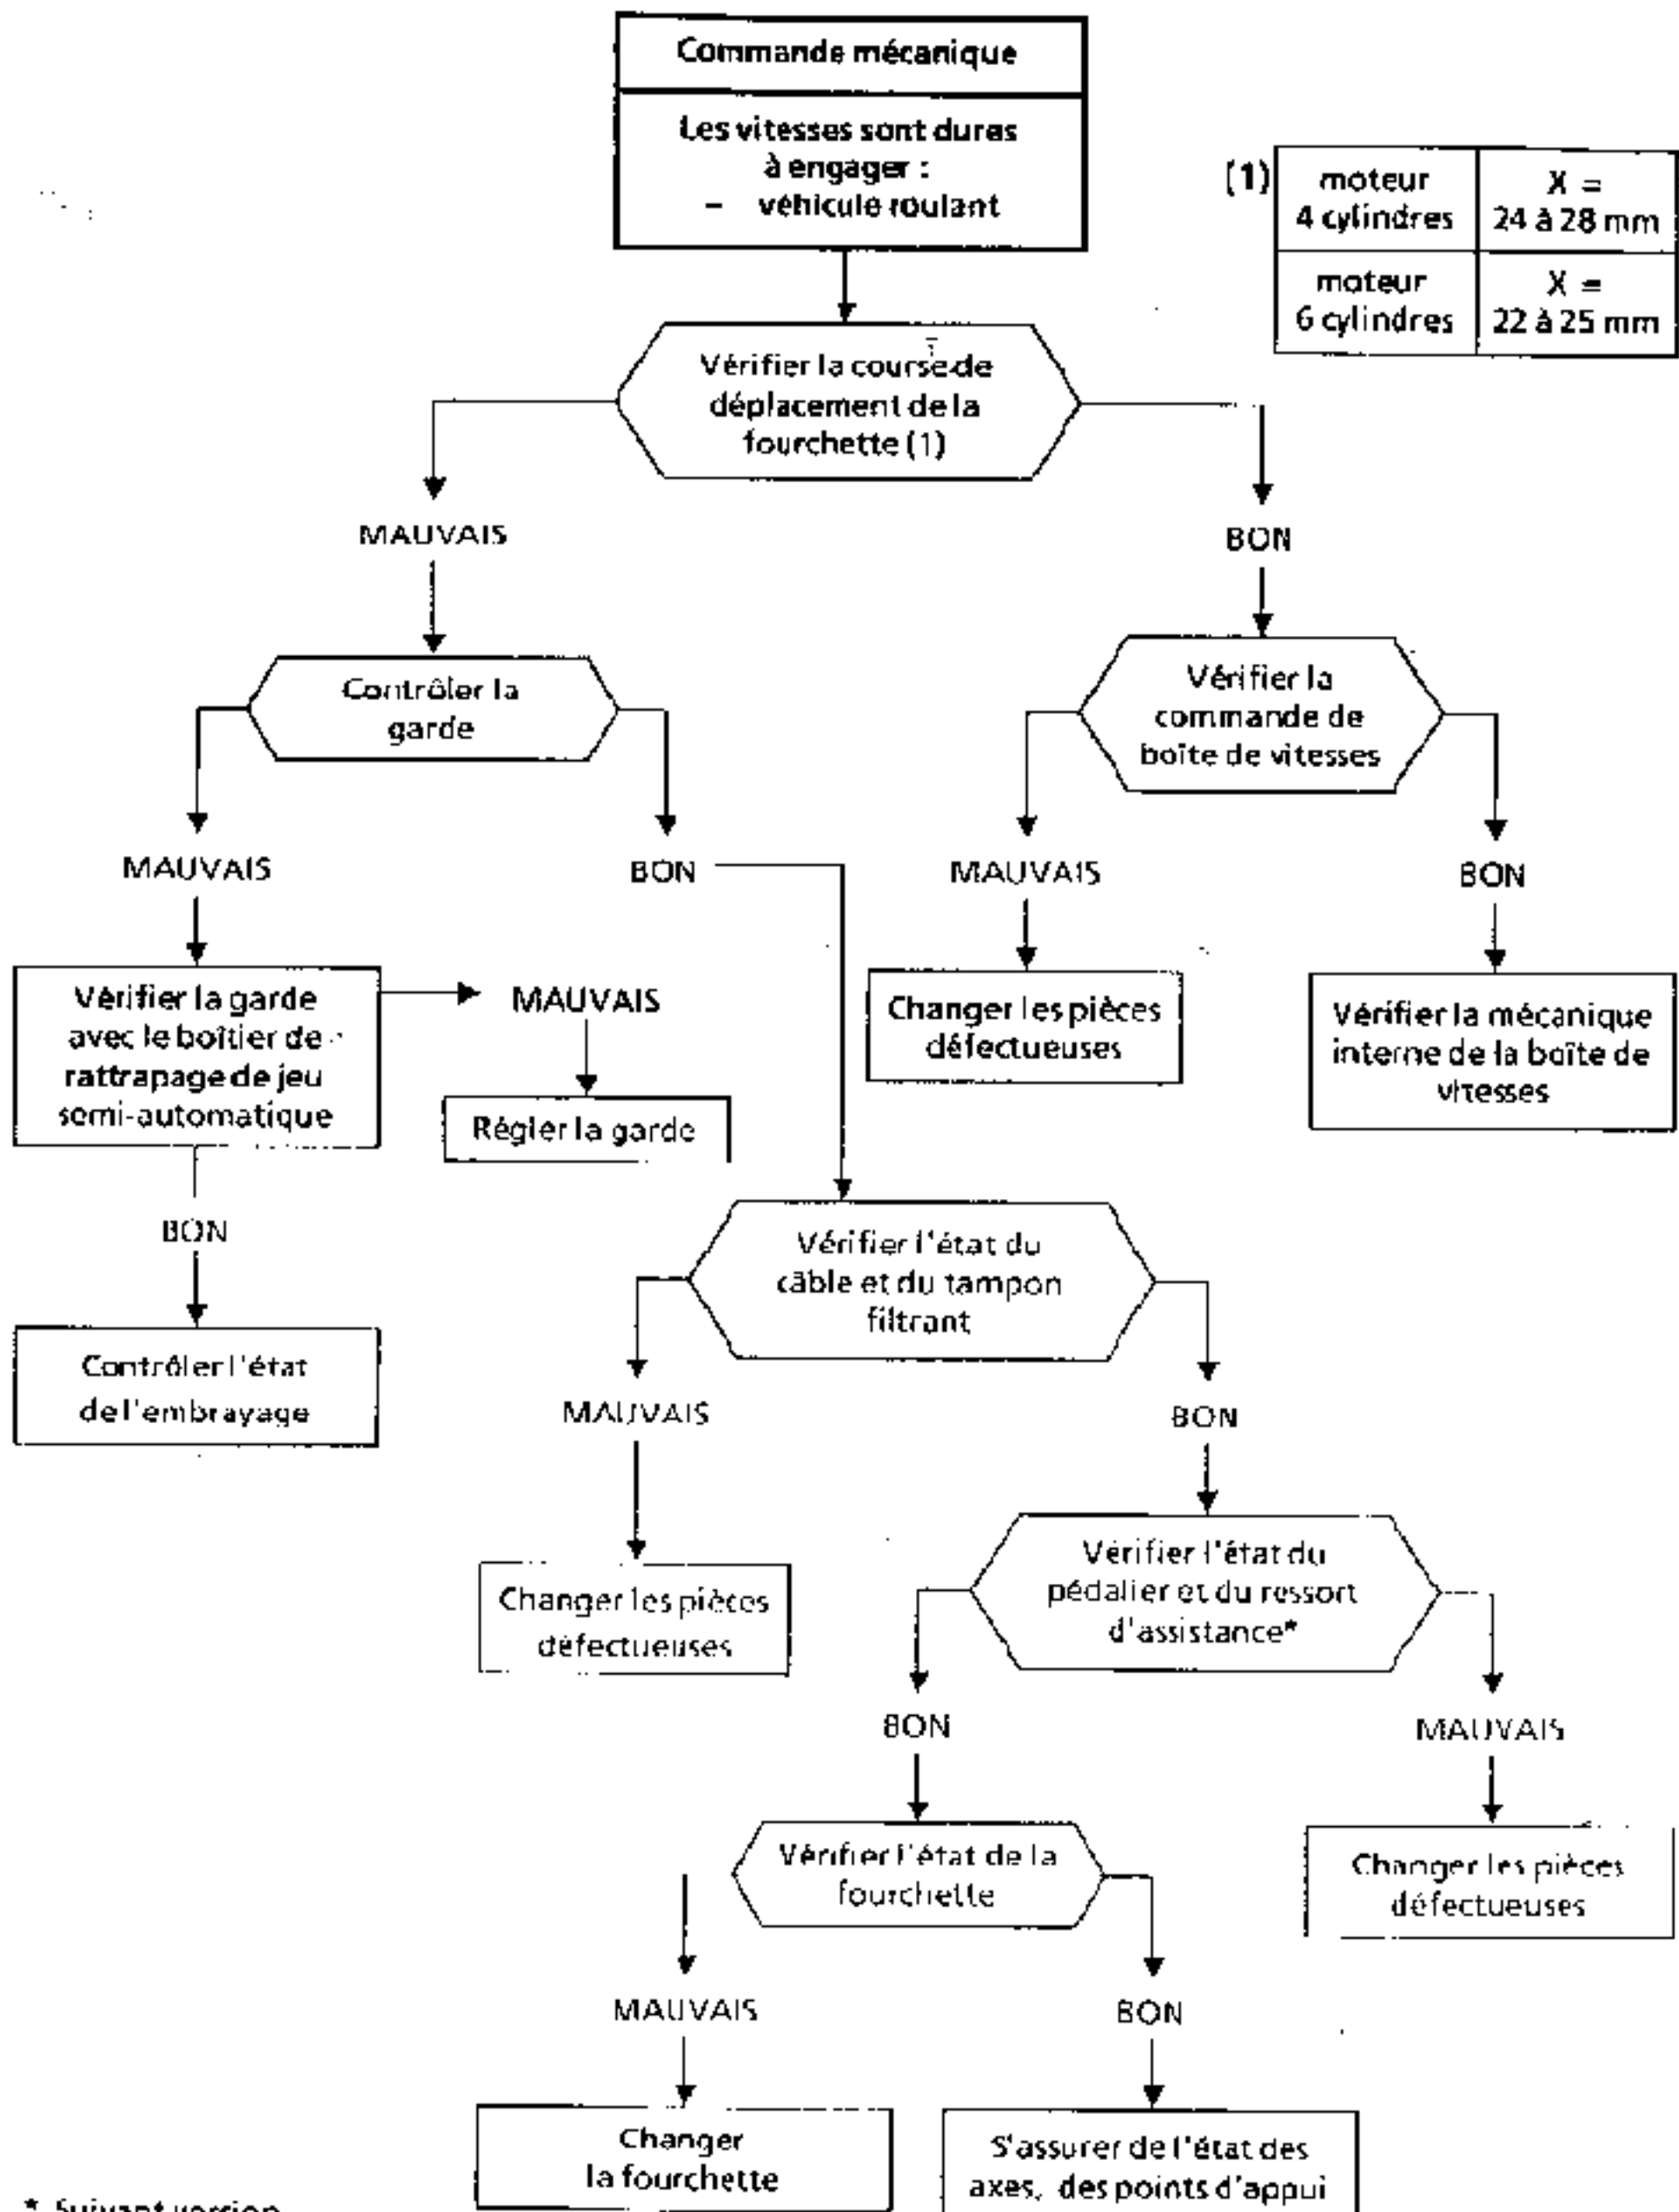 Commande mécanique
Les vitesses sont dures
à engager :
– véhicule roulant
(1)
moteur
4 cylindres
X =
24 à 28 mm
moteur
6 cylindres
X =
22 à 25 mm
Vérifier la course de
déplacement de la
fourchette (1)
MAUVAIS
BON
Contrôler la
garde
Vérifier la
commande de
boîte de vitesses
MAUVAIS
BON
MAUVAIS
BON
Vérifier la garde
avec le boîtier de
rattrapage de jeu
semi-automatique
MAUVAIS
Régler la garde
Changer les pièces
défectueuses
Vérifier la mécanique
interne de la boîte de
vitesses
BON
Contrôler l'état
de l'embrayage
Vérifier l'état du
câble et du tampon
filtrant
MAUVAIS
BON
Changer les pièces
défectueuses
Vérifier l'état du
pédalier et du ressort
d'assistance*
BON
MAUVAIS
Vérifier l'état de la
fourchette
Changer les pièces
défectueuses
MAUVAIS
BON
Changer
la fourchette
S'assurer de l'état des
axes, des points d'appui
* Suivant version